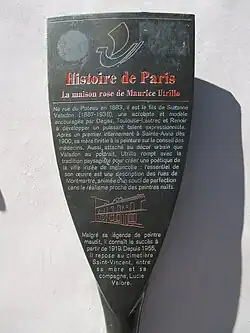 Histoire de Paris
La maison rose de Maurice Utrillo
Né rue du Poteau en 1883, il est le fils de Suzanne
Valadon (1867-1938), une acrobate et modèle
encouragée par Degas, Toulouse-Lautrec et Renoir
à développer un puissant talent expressionniste.
Après un premier internement à Sainte-Anne dès
1900, sa mère l'initie à la peinture sur le conseil des
médecins. Aussi attaché au décor urbain que
Valadon au portrait, Utrillo rompt avec la
tradition paysagiste pour créer une poétique de
la ville irisée de mélancolie : l'essentiel de
son œuvre est une description des rues de
Montmartre, animée d'un souci de perfection
dans le réalisme proche des peintres naïfs.
Malgré sa légende de peintre
maudit, il connaît le succès à
partir de 1919. Depuis 1955,
il repose au cimetière
Saint-Vincent, entre
sa mère et sa
compagne, Lucie
Valore.